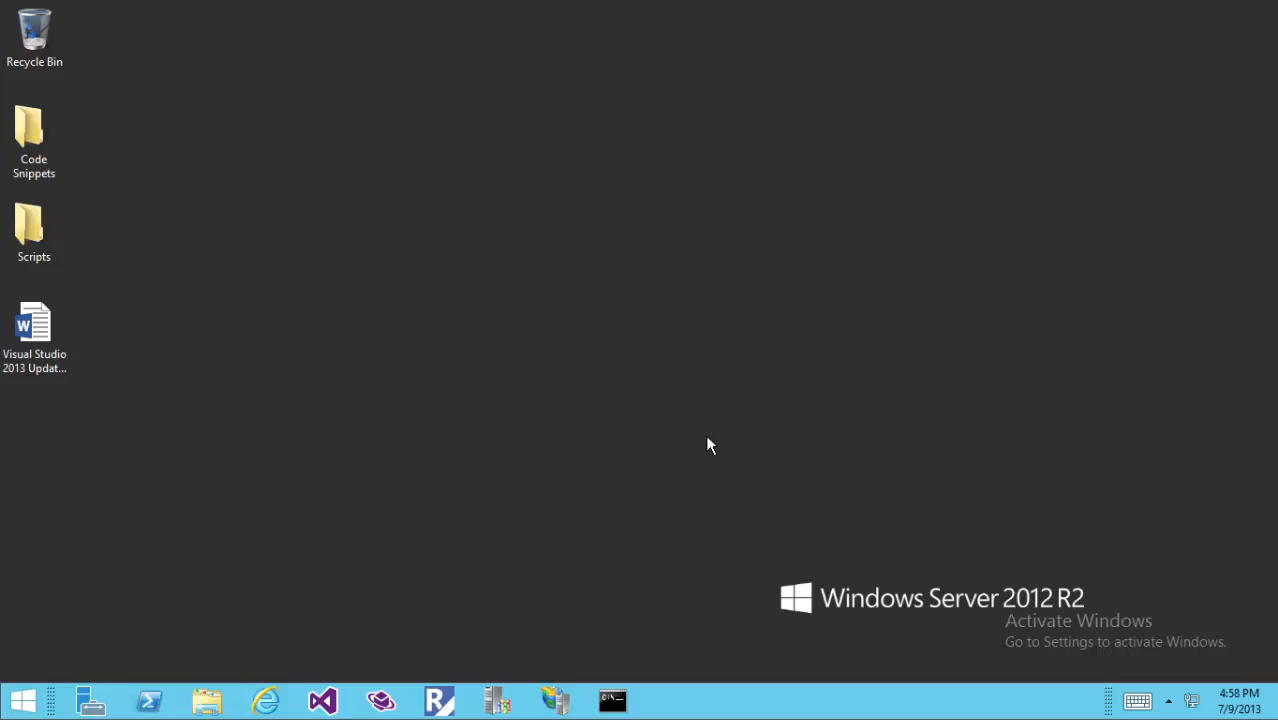 Recycle Bin
Code
Snippets
Scripts
Visual Studio
2013 Updat...
Windows Server 2012 R2
Activate Windows
Go to Settings to activate Windows.
4:58 PM
7/9/2013